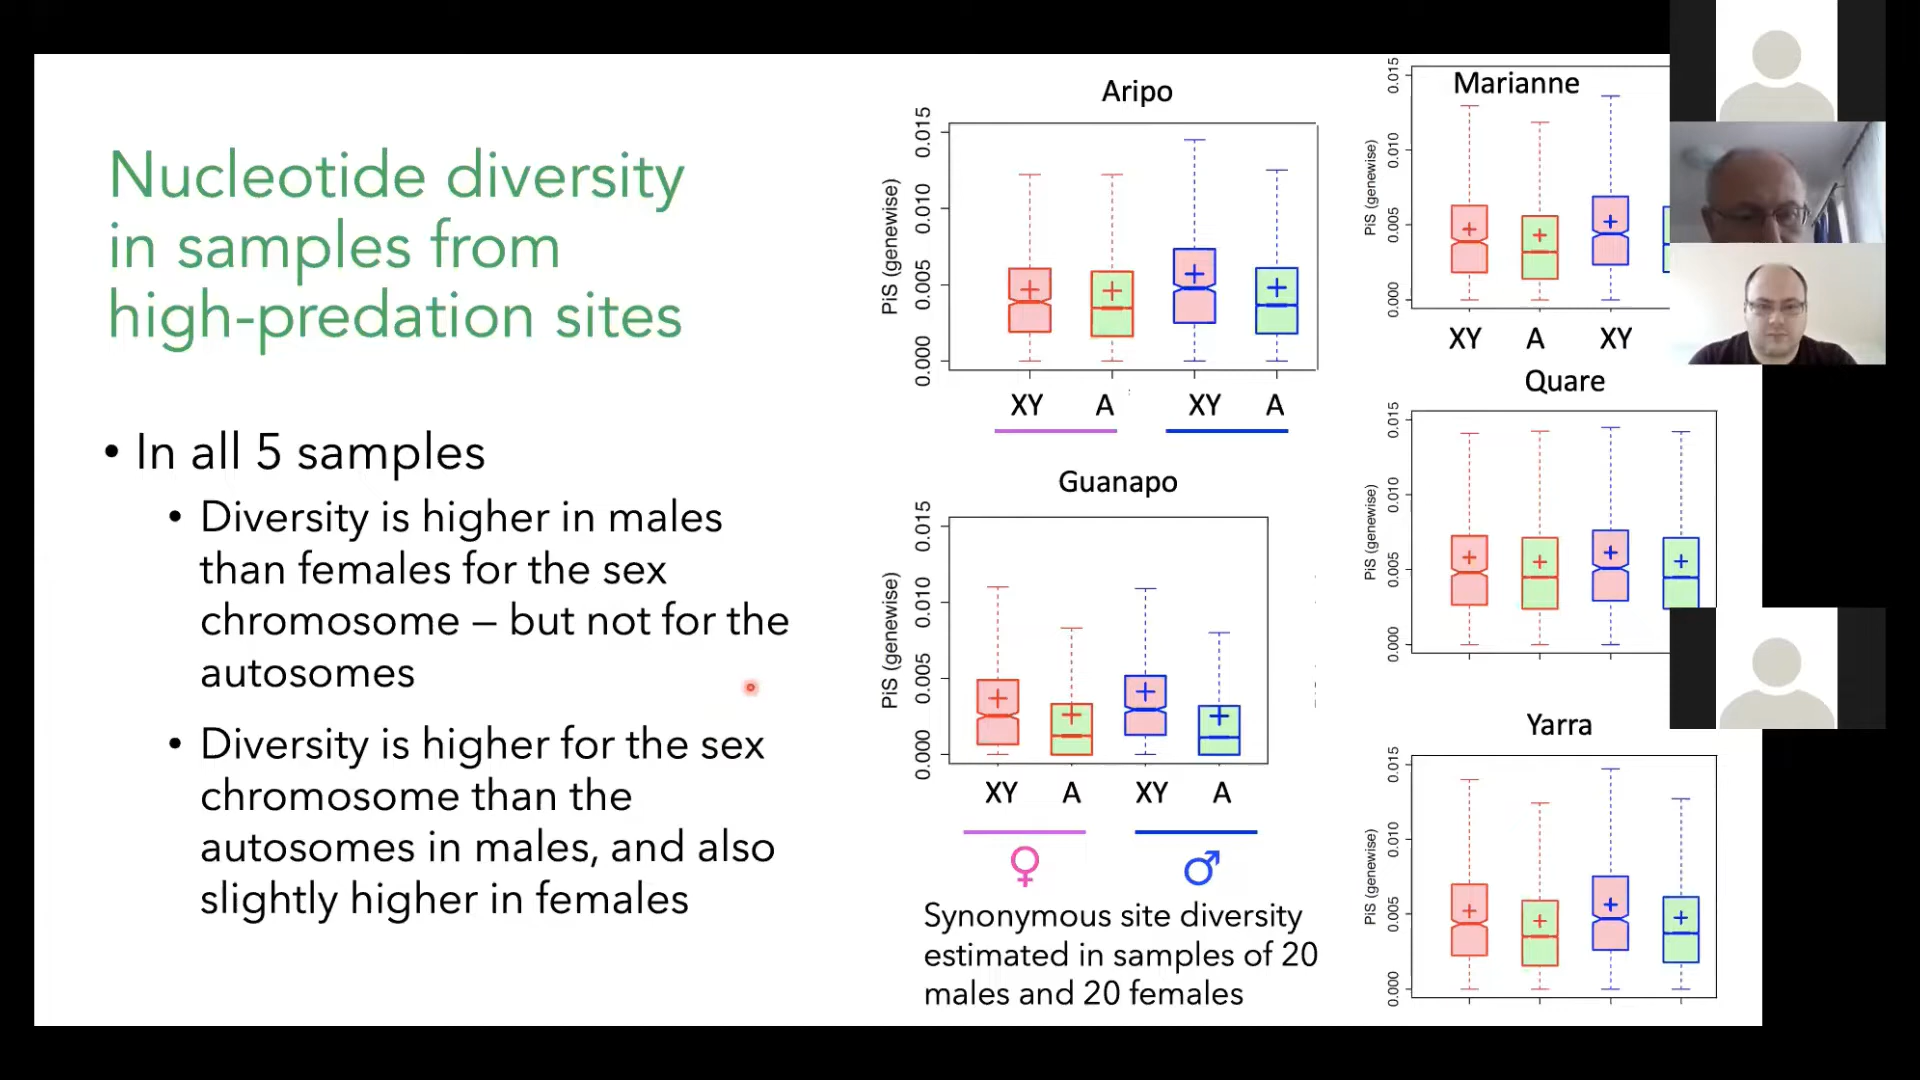 Nucleotide diversity
in samples from
high-predation sites
• In all 5 samples
• Diversity is higher in males
than females for the sex
chromosome – but not for the
autosomes
• Diversity is higher for the sex
chromosome than the
autosomes in males, and also
slightly higher in females
Aripo
PiS (genewise)
0.015
0.010
0.005
0.000
XY A XY A
Guanapo
PiS (genewise)
0.015
0.010
0.005
0.000
XY A XY A
♀ ♂
Synonymous site diversity
estimated in samples of 20
males and 20 females
Marianne
PiS (genewise)
0.015
0.010
0.005
0.000
XY A XY
Quare
PiS (genewise)
0.015
0.010
0.005
0.000
Yarra
PiS (genewise)
0.015
0.010
0.005
0.000